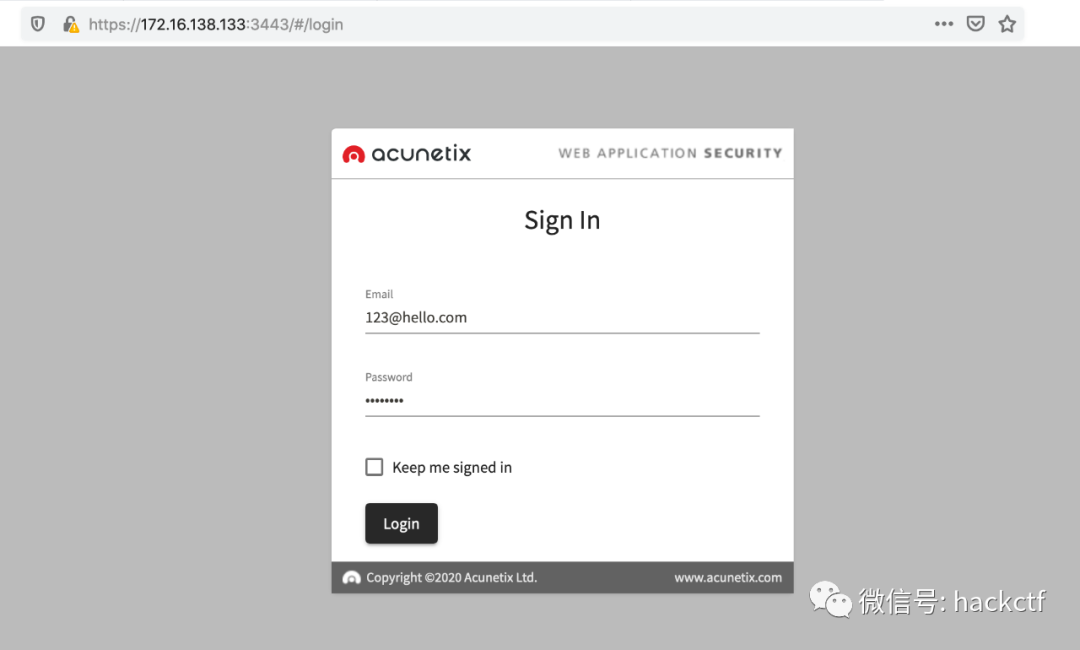 https://172.16.138.133:3443/#/login
acunetix WEB APPLICATION SECURITY
Sign In
Email
123@hello.com
Password
••••••••
Keep me signed in
Login
Copyright ©2020 Acunetix Ltd. www.acunetix.com
微信号: hackctf